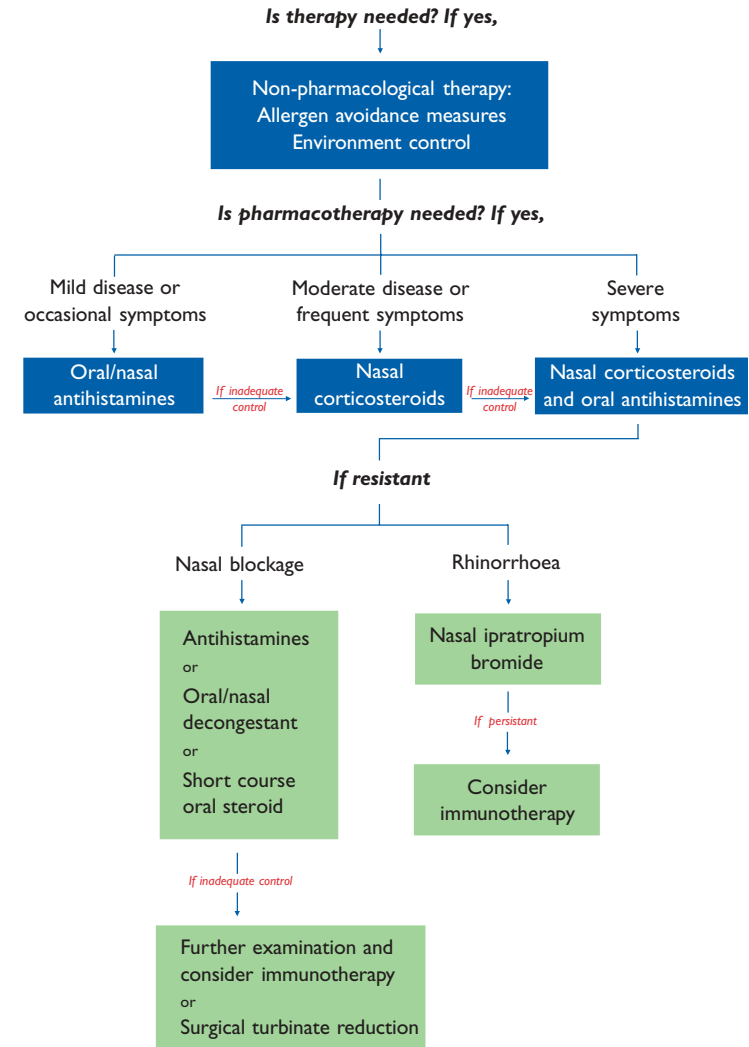 Is therapy needed? If yes,
Non-pharmacological therapy:
Allergen avoidance measures
Environment control
Is pharmacotherapy needed? If yes,
Mild disease or
occasional symptoms
Moderate disease or
frequent symptoms
Severe
symptoms
Oral/nasal
antihistamines
If inadequate
control
Nasal
corticosteroids
If inadequate
control
Nasal corticosteroids
and oral antihistamines
If resistant
Nasal blockage
Rhinorrhoea
Antihistamines
or
Oral/nasal
decongestant
or
Short course
oral steroid
Nasal ipratropium
bromide
If persistant
Consider
immunotherapy
If inadequate control
Further examination and
consider immunotherapy
or
Surgical turbinate reduction